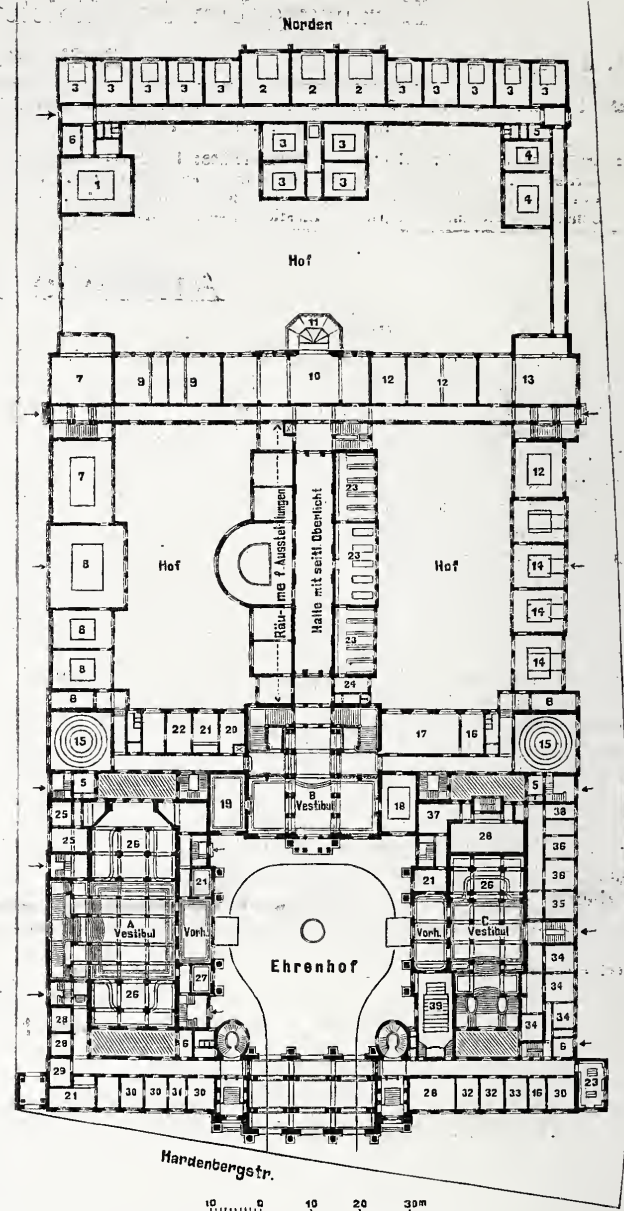 Norden
3 3 3 3 3 2 2 2 3 3 3 3 3
6 3 3 5
1 3 3 4
4
Hof
11
7 9 9 10 12 12 13
7 23 12
Räume f. Ausstellungen
Halle mit seitl. Oberlicht
8 Hof 23 Hof 14
8 14
8 23 14
8 24 8
15 22 21 20 17 16 15
5 19 B 18 5
Vestibul
25 37 38
25 26 28 36
21 21 26 36
35
A
Vestibul
Vorh.
Vorh.
C
Vestibul
Ehrenhof
34
26 27 39 34
28 34 34
28 6 6
29
21 30 30 31 30 28 32 32 33 16 30 23
Hardenbergstr.
10 0 10 20 30m